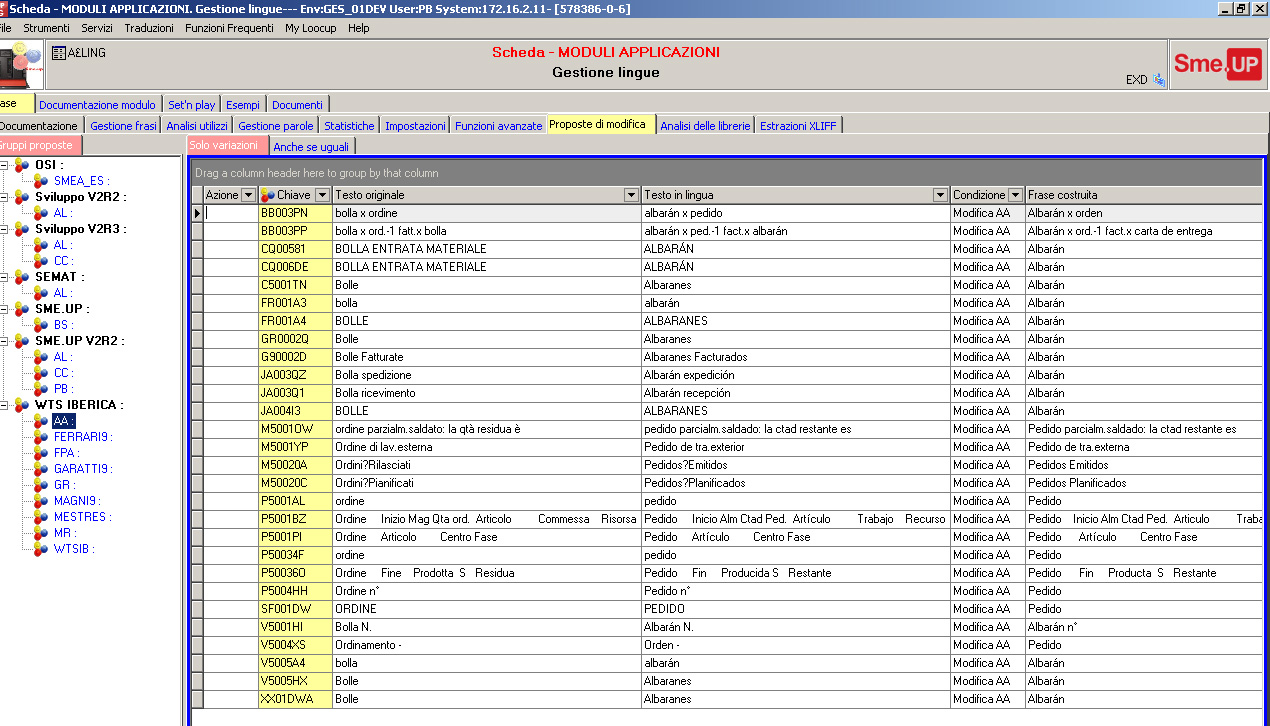 Scheda - MODULI APPLICAZIONI. Gestione lingue--- Env:GES_01DEV User:PB System:172.16.2.11- [578386-0-6]
File Strumenti Servizi Traduzioni Funzioni Frequenti My Loocup Help
A£LING
Scheda - MODULI APPLICAZIONI
Gestione lingue
EXD
Sme.UP
ase Documentazione modulo Set'n play Esempi Documenti
Documentazione Gestione frasi Analisi utilizzi Gestione parole Statistiche Impostazioni Funzioni avanzate Proposte di modifica Analisi delle librerie Estrazioni XLIFF
Gruppi proposte
Solo variazioni Anche se uguali
OSI :
SMEA_ES :
Sviluppo V2R2 :
AL :
Sviluppo V2R3 :
AL :
CC :
SEMAT :
AL :
SME.UP :
BS :
SME.UP V2R2 :
AL :
CC :
PB :
WTS IBERICA :
AA :
FERRARI9 :
FPA :
GARATTI9 :
GR :
MAGNI9 :
MESTRES :
MR :
WTSIB :
Drag a column header here to group by that column
Azione Chiave Testo originale Testo in lingua Condizione Frase costruita
BB003PN bolla x ordine albarán x pedido Modifica AA Albarán x orden
BB003PP bolla x ord.-1 fatt.x bolla albarán x ped.-1 fact.x albarán Modifica AA Albarán x ord.-1 fact.x carta de entrega
CQ00581 BOLLA ENTRATA MATERIALE ALBARÁN Modifica AA Albarán
CQ006DE BOLLA ENTRATA MATERIALE ALBARÁN Modifica AA Albarán
C5001TN Bolle Albaranes Modifica AA Albarán
FR001A3 bolla albarán Modifica AA Albarán
FR001A4 BOLLE ALBARANES Modifica AA Albarán
GR0002Q Bolle Albaranes Modifica AA Albarán
G90002D Bolle Fatturate Albaranes Facturados Modifica AA Albarán
JA003QZ Bolla spedizione Albarán expedición Modifica AA Albarán
JA003Q1 Bolla ricevimento Albarán recepción Modifica AA Albarán
JA004I3 BOLLE ALBARANES Modifica AA Albarán
M5001OW ordine parzialm.saldato: la qtà residua è pedido parcialm.saldado: la ctad restante es Modifica AA Pedido parcialm.saldado: la ctad restante es
M5001YP Ordine di lav.esterna Pedido de tra.exterior Modifica AA Pedido de tra.externa
M50020A Ordini?Rilasciati Pedidos?Emitidos Modifica AA Pedidos Emitidos
M50020C Ordini?Pianificati Pedidos?Planificados Modifica AA Pedidos Planificados
P5001AL ordine pedido Modifica AA Pedido
P5001BZ Ordine Inizio Mag Qta ord. Articolo Commessa Risorsa Pedido Inicio Alm Ctad Ped. Artículo Trabajo Recurso Modifica AA Pedido Inicio Alm Ctad Ped. Articulo Traba
P5001PI Ordine Articolo Centro Fase Pedido Artículo Centro Fase Modifica AA Pedido Artículo Centro Fase
P50034F ordine pedido Modifica AA Pedido
P50036O Ordine Fine Prodotta S Residua Pedido Fin Producida S Restante Modifica AA Pedido Fin Producta S Restante
P5004HH Ordine n° Pedido n° Modifica AA Pedido
SF001DW ORDINE PEDIDO Modifica AA Pedido
V5001HI Bolla N. Albarán N. Modifica AA Albarán n°
V5004XS Ordinamento - Orden - Modifica AA Pedido
V5005A4 bolla albarán Modifica AA Albarán
V5005HX Bolle Albaranes Modifica AA Albarán
XX01DWA Bolle Albaranes Modifica AA Albarán